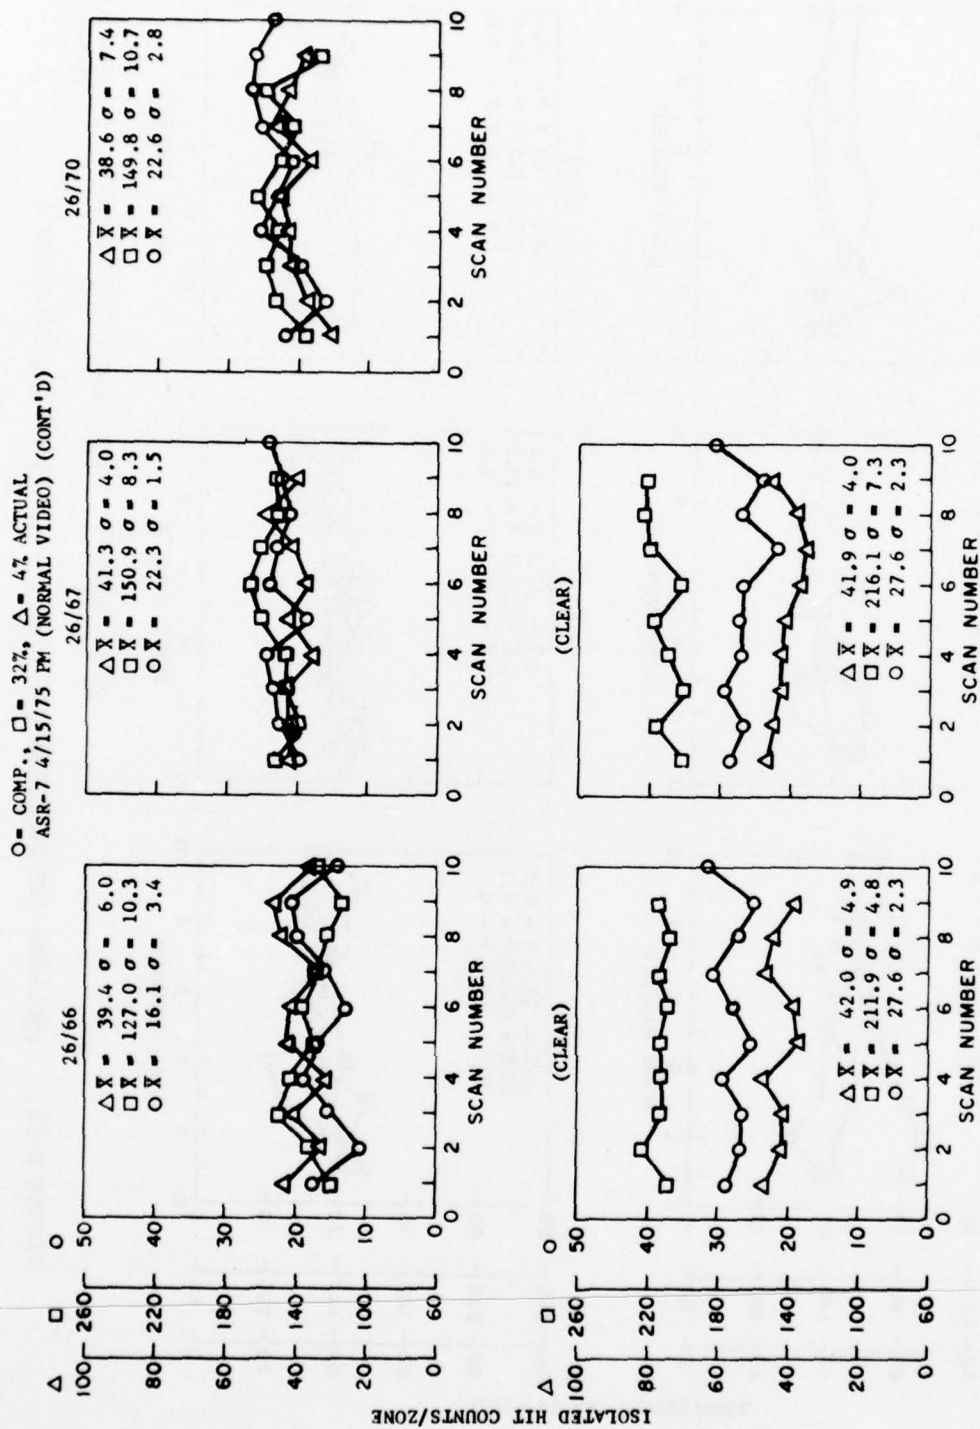 O= COMP., □ = 32%, △ = 4% ACTUAL
ASR-7 4/15/75 PM (NORMAL VIDEO) (CONT'D)
26/66
△ X̄ = 39.4 σ = 6.0
□ X̄ = 127.0 σ = 10.3
O X̄ = 16.1 σ = 3.4
26/67
△ X̄ = 41.3 σ = 4.0
□ X̄ = 150.9 σ = 8.3
O X̄ = 22.3 σ = 1.5
26/70
△ X̄ = 38.6 σ = 7.4
□ X̄ = 149.8 σ = 10.7
O X̄ = 22.6 σ = 2.8
△ □ O
100 260 50
80 220 40
60 180 30
40 140 20
20 100 10
0 60 0
0 2 4 6 8 10
SCAN NUMBER
0 2 4 6 8 10
SCAN NUMBER
0 2 4 6 8 10
SCAN NUMBER
ISOLATED HIT COUNTS/ZONE
(CLEAR)
△ X̄ = 42.0 σ = 4.9
□ X̄ = 211.9 σ = 4.8
O X̄ = 27.6 σ = 2.3
(CLEAR)
△ X̄ = 41.9 σ = 4.0
□ X̄ = 216.1 σ = 7.3
O X̄ = 27.6 σ = 2.3
△ □ O
100 260 50
80 220 40
60 180 30
40 140 20
20 100 10
0 60 0
0 2 4 6 8 10
SCAN NUMBER
0 2 4 6 8 10
SCAN NUMBER